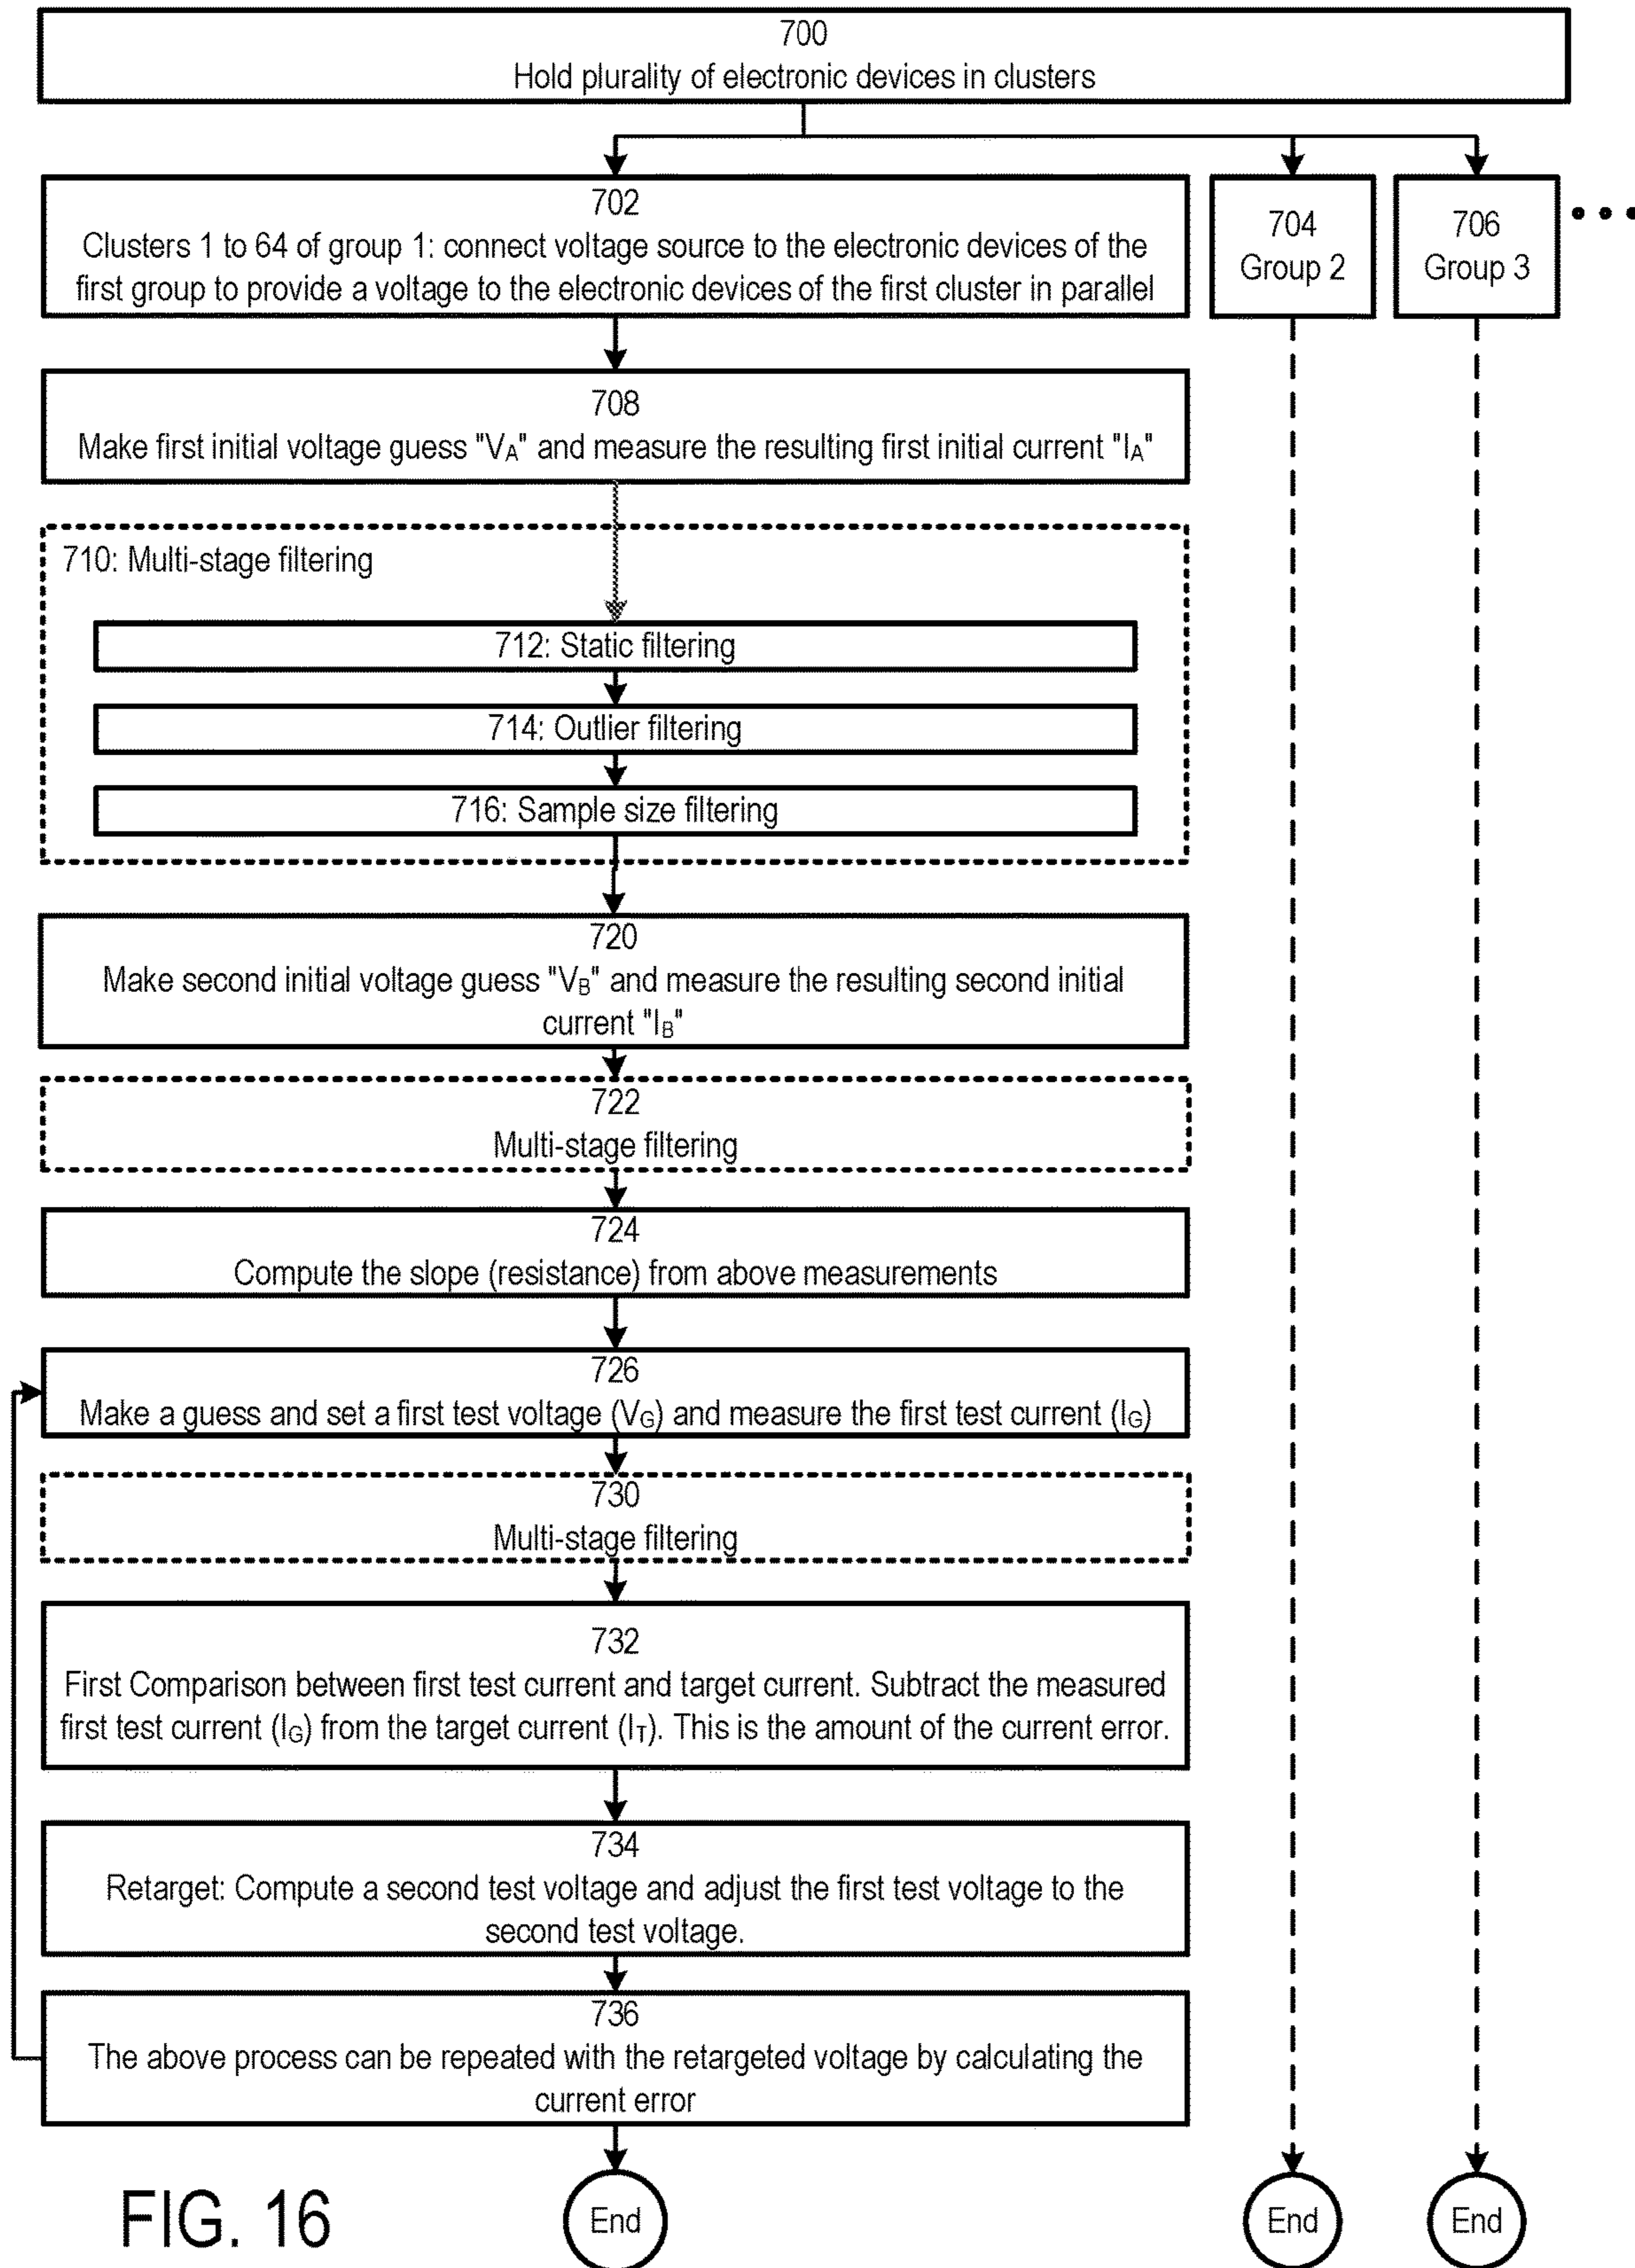 700
Hold plurality of electronic devices in clusters
702
Clusters 1 to 64 of group 1: connect voltage source to the electronic devices of the
first group to provide a voltage to the electronic devices of the first cluster in parallel
704
Group 2
706
Group 3
708
Make first initial voltage guess "VA" and measure the resulting first initial current "IA"
710: Multi-stage filtering
712: Static filtering
714: Outlier filtering
716: Sample size filtering
720
Make second initial voltage guess "VB" and measure the resulting second initial
current "IB"
722
Multi-stage filtering
724
Compute the slope (resistance) from above measurements
726
Make a guess and set a first test voltage (VG) and measure the first test current (IG)
730
Multi-stage filtering
732
First Comparison between first test current and target current. Subtract the measured
first test current (IG) from the target current (IT). This is the amount of the current error.
734
Retarget: Compute a second test voltage and adjust the first test voltage to the
second test voltage.
736
The above process can be repeated with the retargeted voltage by calculating the
current error
End
End
End
FIG. 16